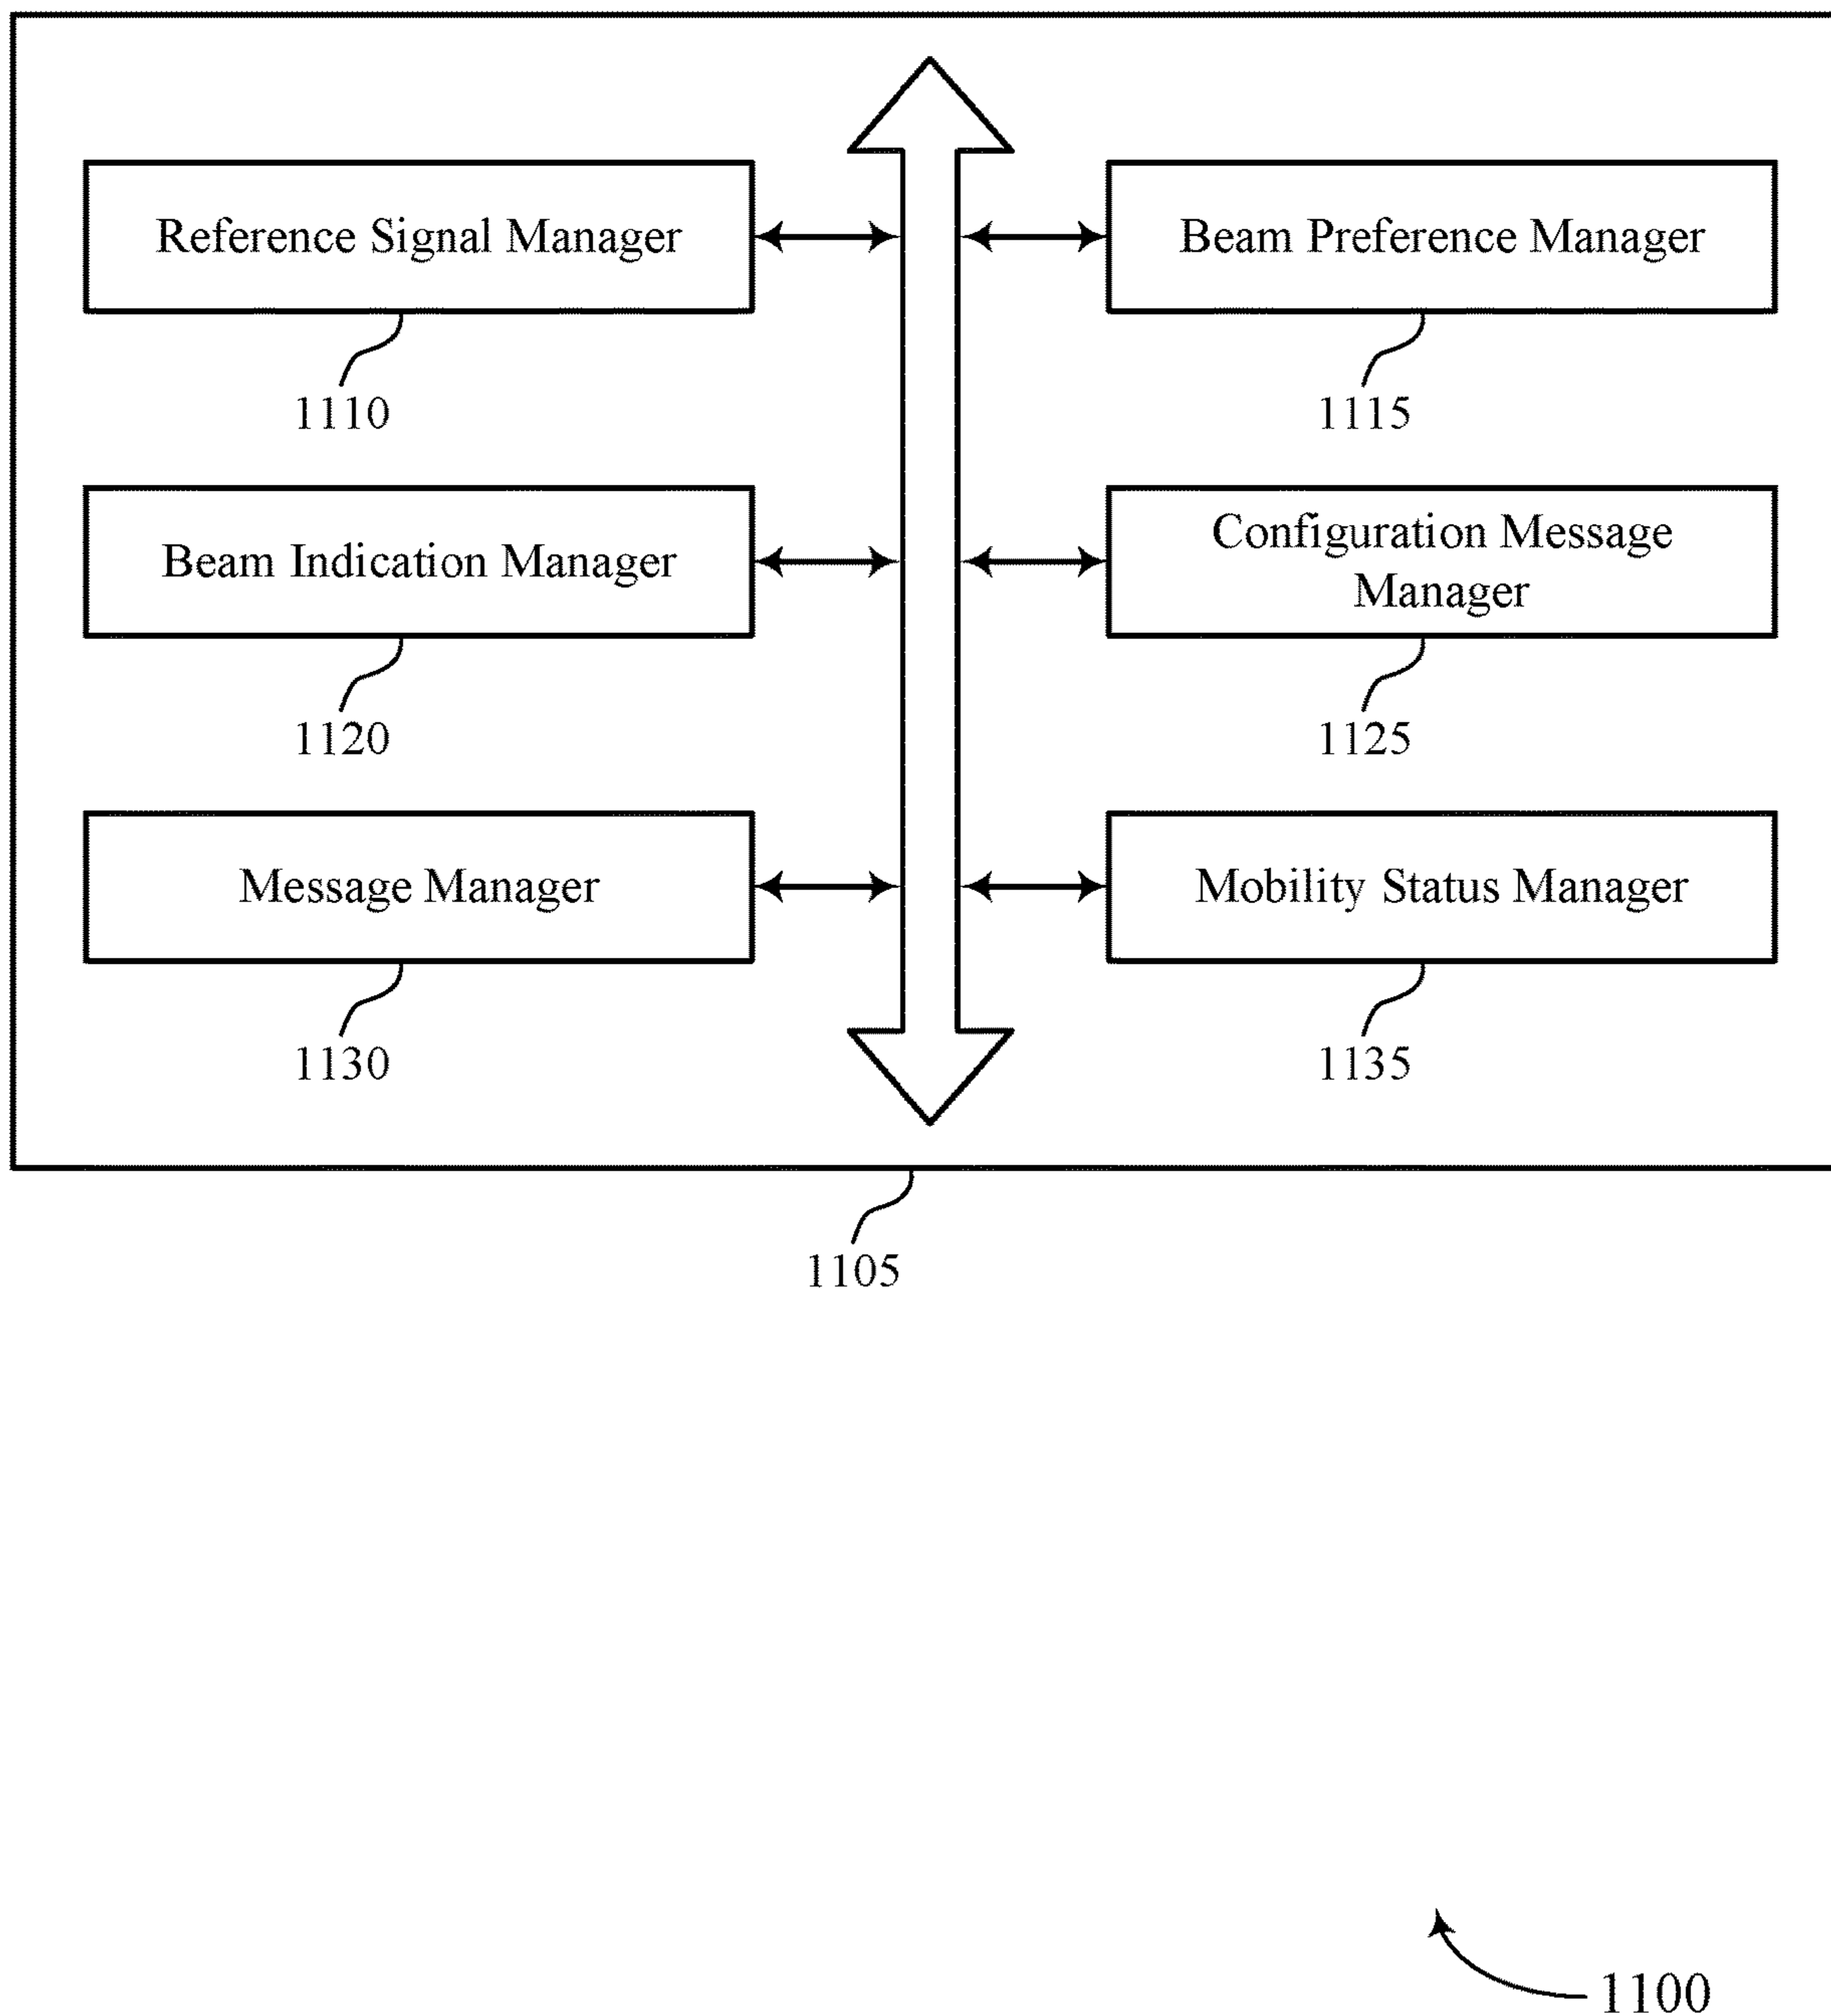 Reference Signal Manager
1110
Beam Preference Manager
1115
Beam Indication Manager
1120
Configuration Message
Manager
1125
Message Manager
1130
Mobility Status Manager
1135
1105
1100